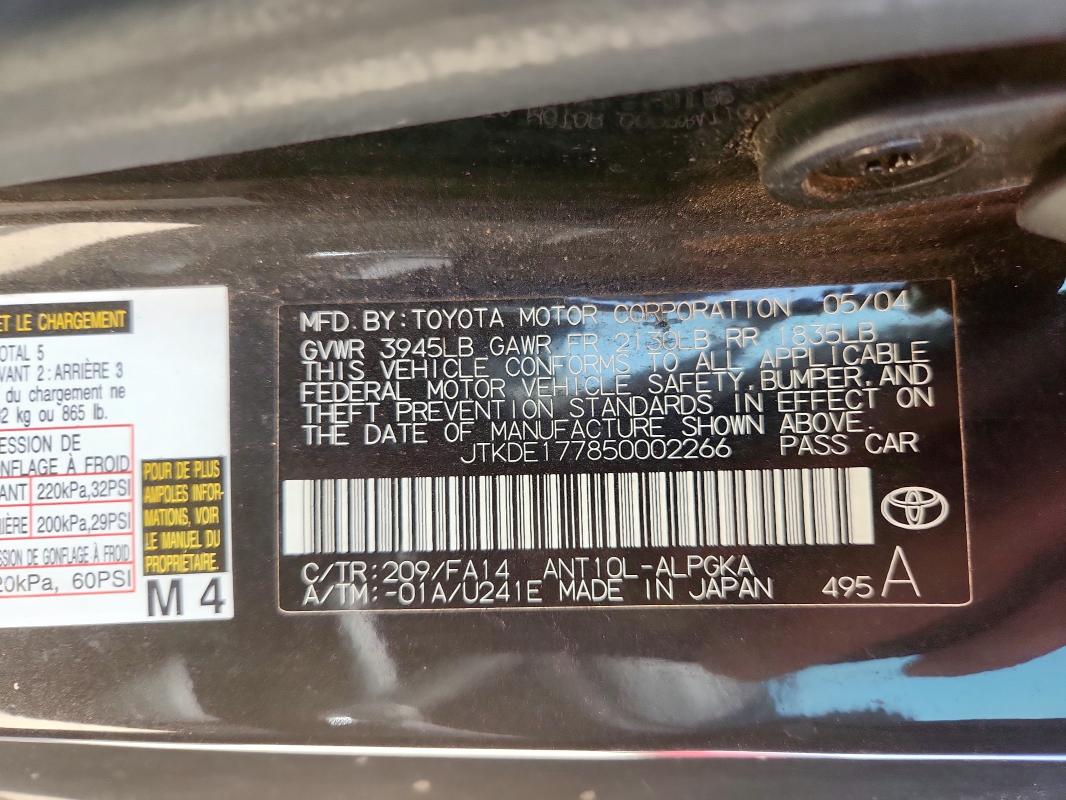 ET LE CHARGEMENT
OTAL 5
VANT 2 : ARRIÈRE 3
du chargement ne
kg ou 865 lb.
ESSION DE
ONFLAGE À FROID
ANT 220kPa,32PSI
IÈRE 200kPa,29PSI
SSION DE GONFLAGE À FROID
20kPa, 60PSI
POUR DE PLUS
AMPOLES INFOR-
MATIONS, VOIR
LE MANUEL DU
PROPRIÉTAIRE.
M 4
MFD. BY: TOYOTA MOTOR CORPORATION 05/04
GVWR 3945LB GAWR FR 2130LB RR 1835LB
THIS VEHICLE CONFORMS TO ALL APPLICABLE
FEDERAL MOTOR VEHICLE SAFETY, BUMPER, AND
THEFT PREVENTION STANDARDS IN EFFECT ON
THE DATE OF MANUFACTURE SHOWN ABOVE.
JTKDE177850002266 PASS CAR
C/TR: 209/FA14 ANT10L-ALPGKA
A/TM: -01A/U241E MADE IN JAPAN 495 A